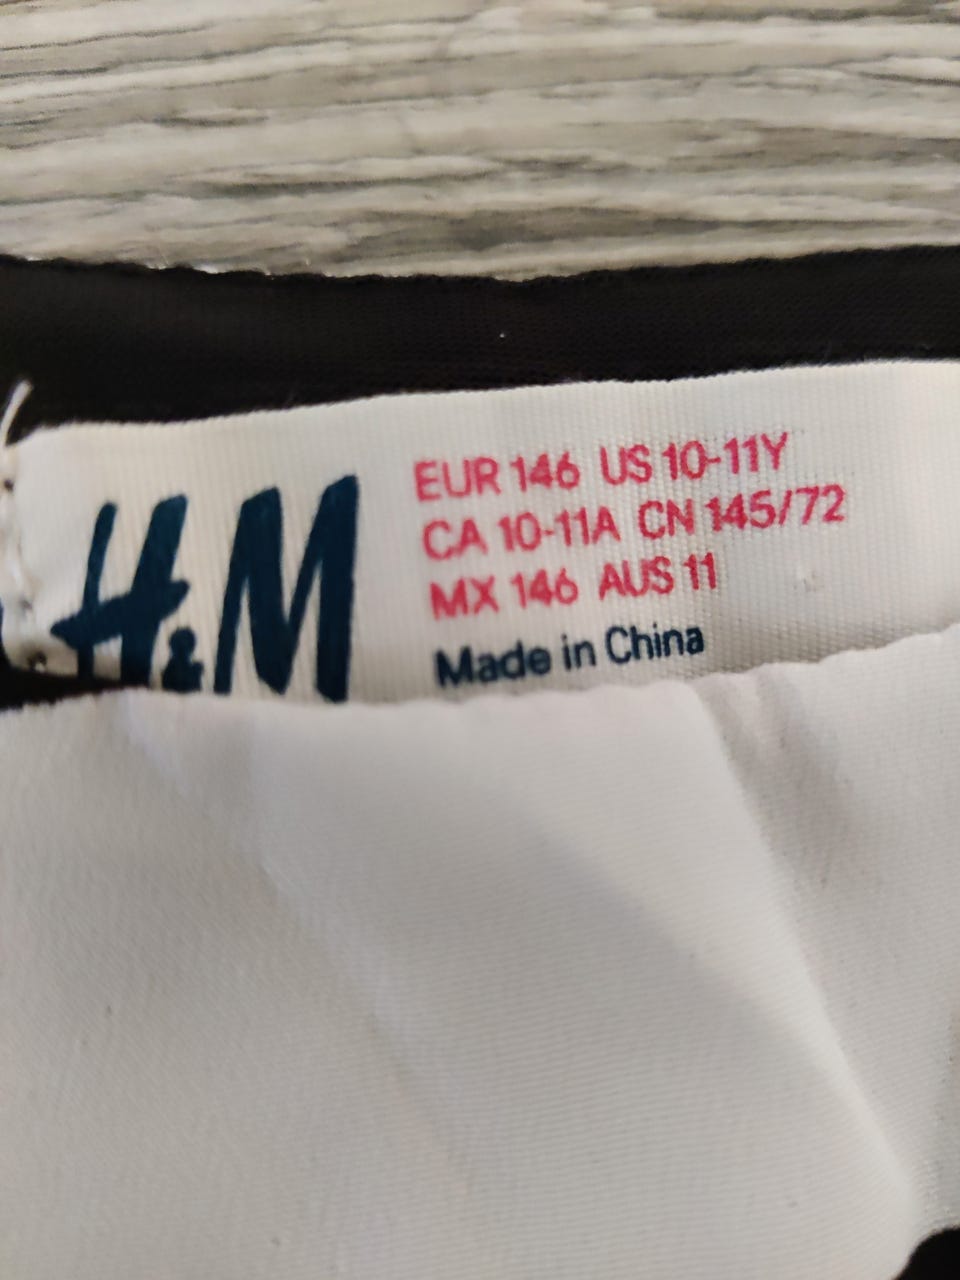 H&M
EUR 146 US 10-11Y
CA 10-11A CN 145/72
MX 146 AUS 11
Made in China